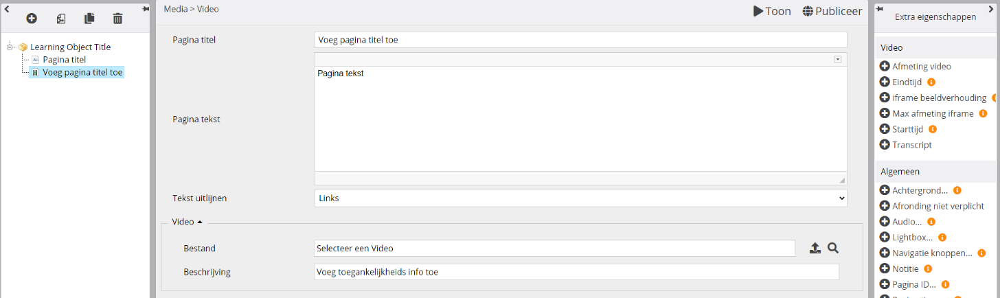 Learning Object Title
Pagina titel
Voeg pagina titel toe
Media > Video
Toon
Publiceer
Pagina titel
Voeg pagina titel toe
Pagina tekst
Pagina tekst
Tekst uitlijnen
Links
Video
Bestand
Selecteer een Video
Beschrijving
Voeg toegankelijkheids info toe
Extra eigenschappen
Video
Afmeting video
Eindtijd
iframe beeldverhouding
Max afmeting iframe
Starttijd
Transcript
Algemeen
Achtergrond...
Afronding niet verplicht
Audio...
Lightbox...
Navigatie knoppen...
Notitie
Pagina ID...